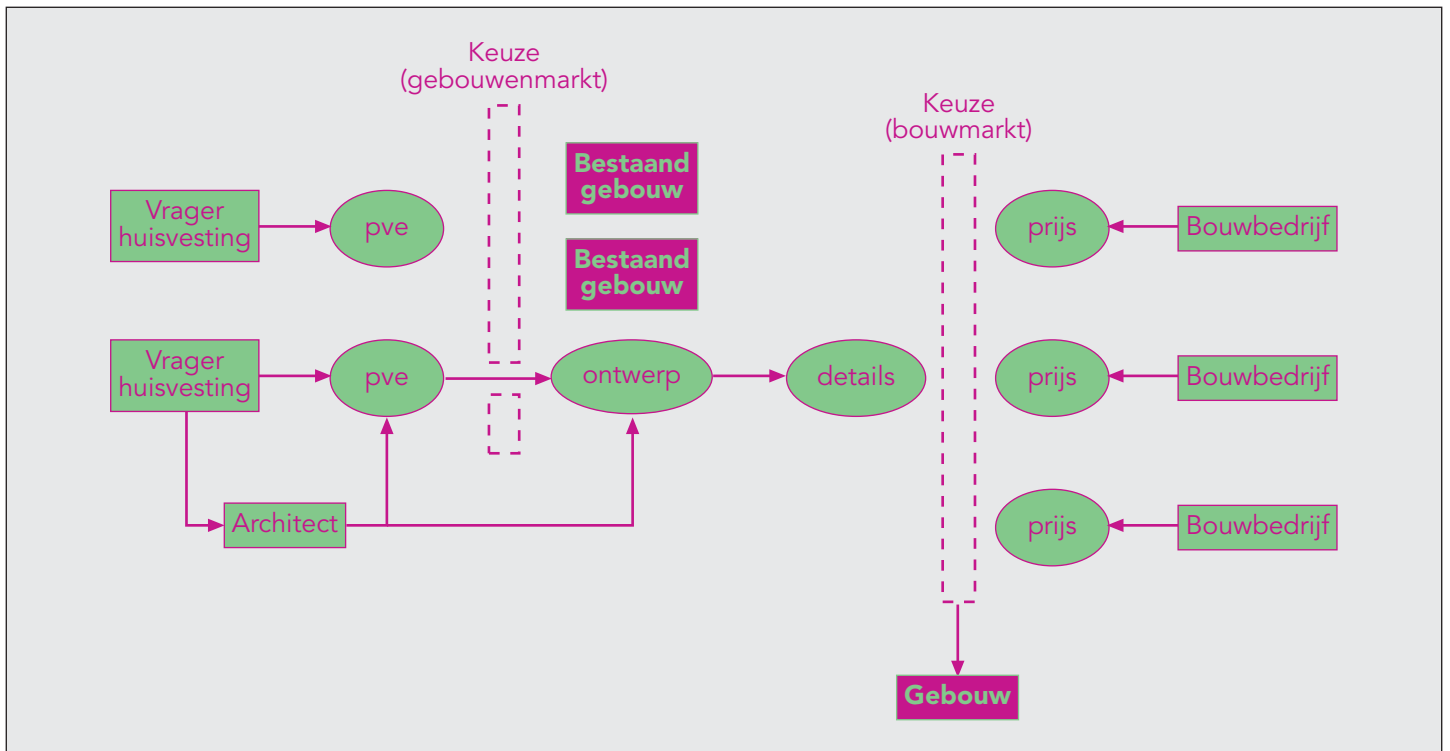 Keuze
(gebouwenmarkt)
Keuze
(bouwmarkt)
Bestaand
gebouw
Vrager
huisvesting
pve
prijs
Bouwbedrijf
Bestaand
gebouw
Vrager
huisvesting
pve
ontwerp
details
prijs
Bouwbedrijf
Architect
prijs
Bouwbedrijf
Gebouw